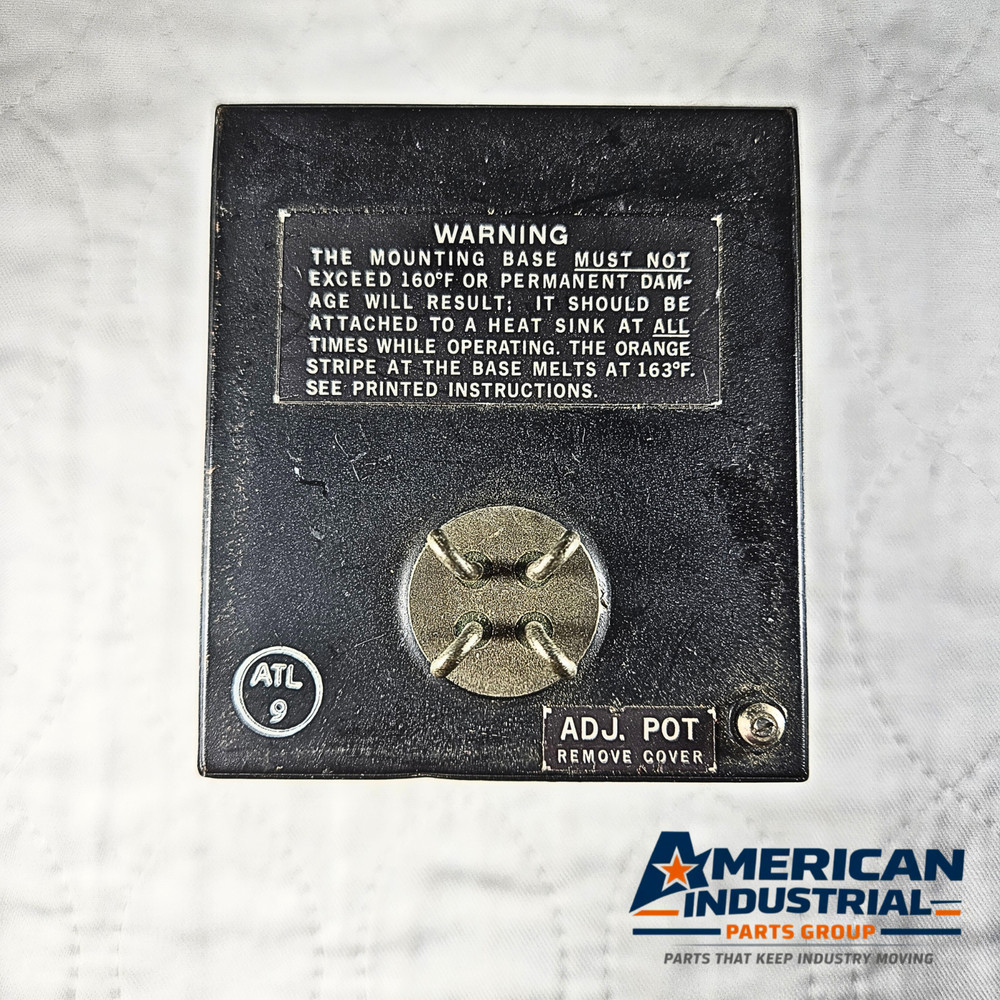 WARNING
THE MOUNTING BASE MUST NOT
EXCEED 160°F OR PERMANENT DAM-
AGE WILL RESULT; IT SHOULD BE
ATTACHED TO A HEAT SINK AT ALL
TIMES WHILE OPERATING. THE ORANGE
STRIPE AT THE BASE MELTS AT 163°F.
SEE PRINTED INSTRUCTIONS.
ATL
9
ADJ. POT
REMOVE COVER
AMERICAN
INDUSTRIAL
PARTS GROUP
PARTS THAT KEEP INDUSTRY MOVING